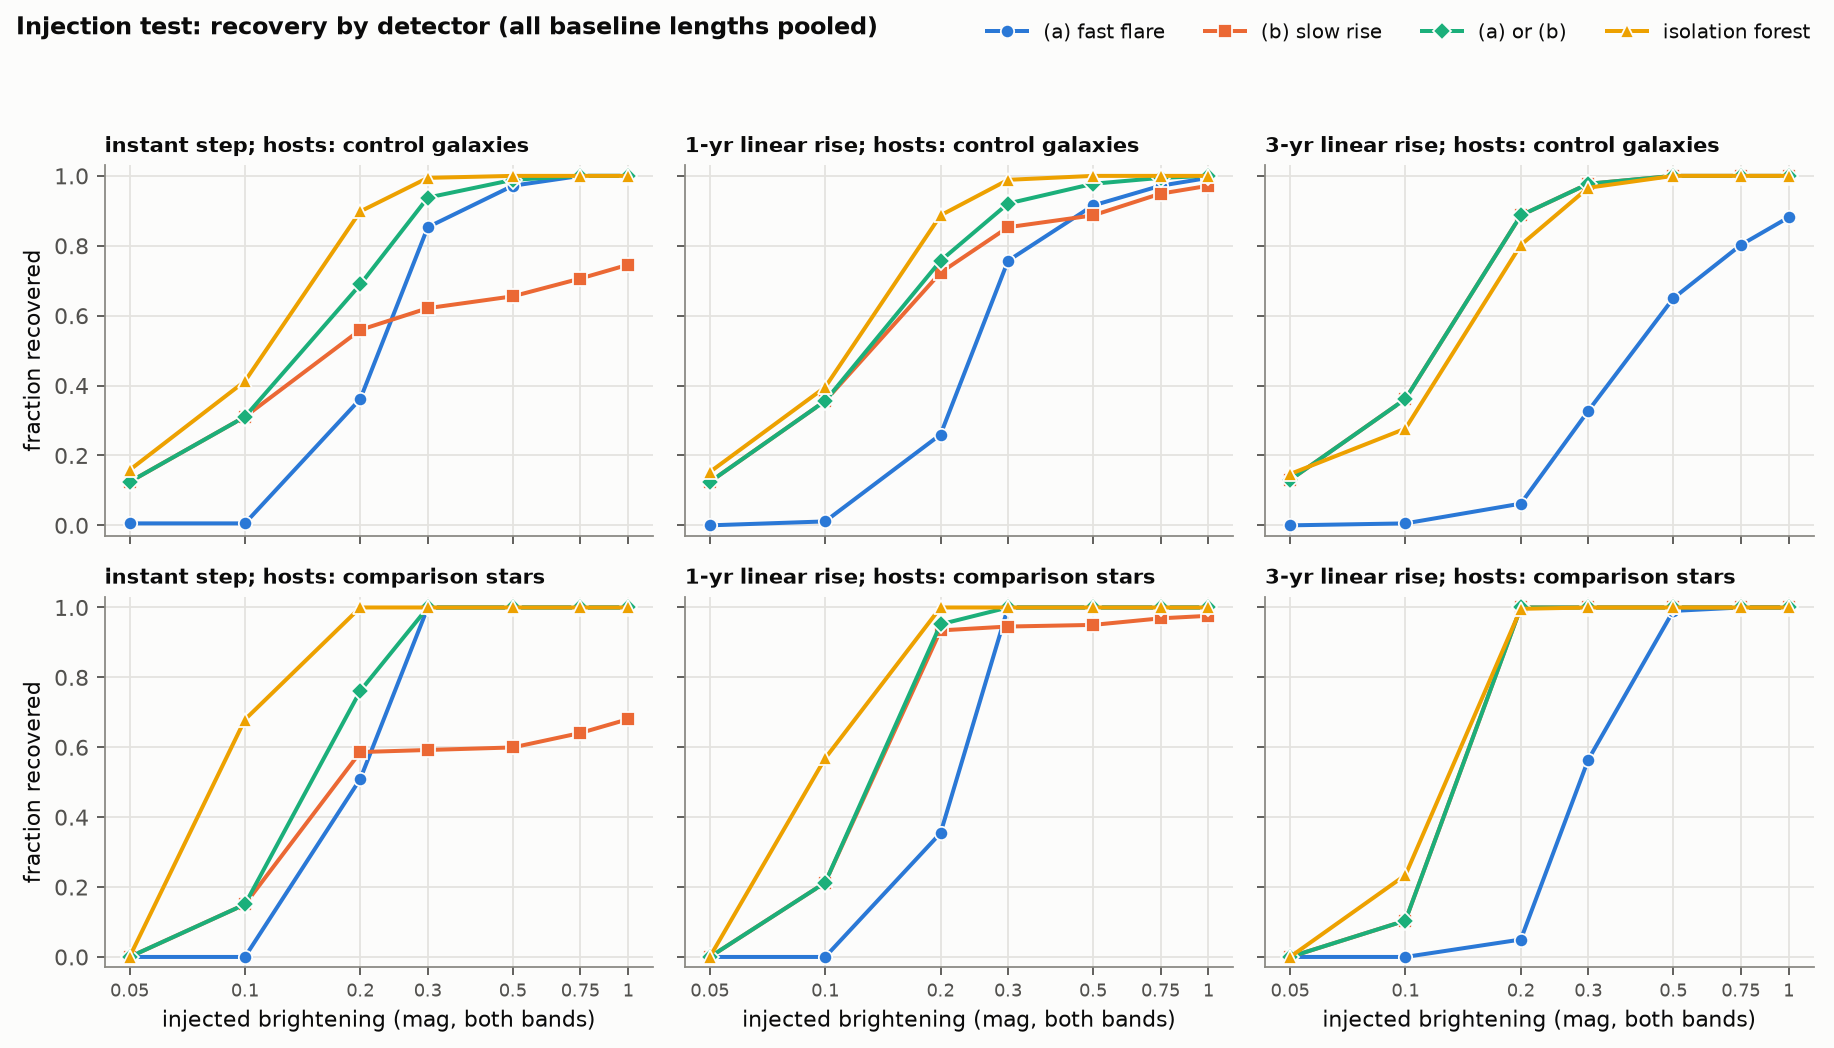 Injection test: recovery by detector (all baseline lengths pooled)
(a) fast flare
(b) slow rise
(a) or (b)
isolation forest
instant step; hosts: control galaxies
1-yr linear rise; hosts: control galaxies
3-yr linear rise; hosts: control galaxies
fraction recovered
1.0
0.8
0.6
0.4
0.2
0.0
instant step; hosts: comparison stars
1-yr linear rise; hosts: comparison stars
3-yr linear rise; hosts: comparison stars
fraction recovered
1.0
0.8
0.6
0.4
0.2
0.0
0.05 0.1 0.2 0.3 0.5 0.75 1
0.05 0.1 0.2 0.3 0.5 0.75 1
0.05 0.1 0.2 0.3 0.5 0.75 1
injected brightening (mag, both bands)
injected brightening (mag, both bands)
injected brightening (mag, both bands)